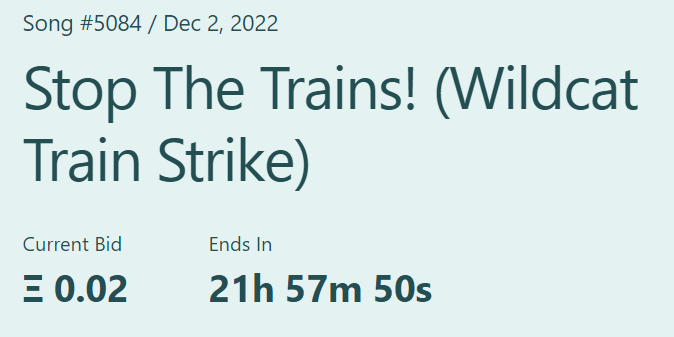 Song #5084 / Dec 2, 2022
Stop The Trains! (Wildcat
Train Strike)
Current Bid
Ends In
Ξ 0.02
21h 57m 50s